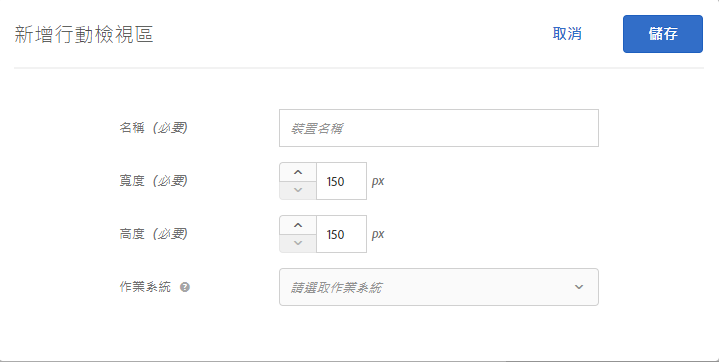 新增行動檢視區
取消
儲存
名稱 (必要)
裝置名稱
寬度 (必要)
150
px
高度 (必要)
150
px
作業系統 ?
請選取作業系統